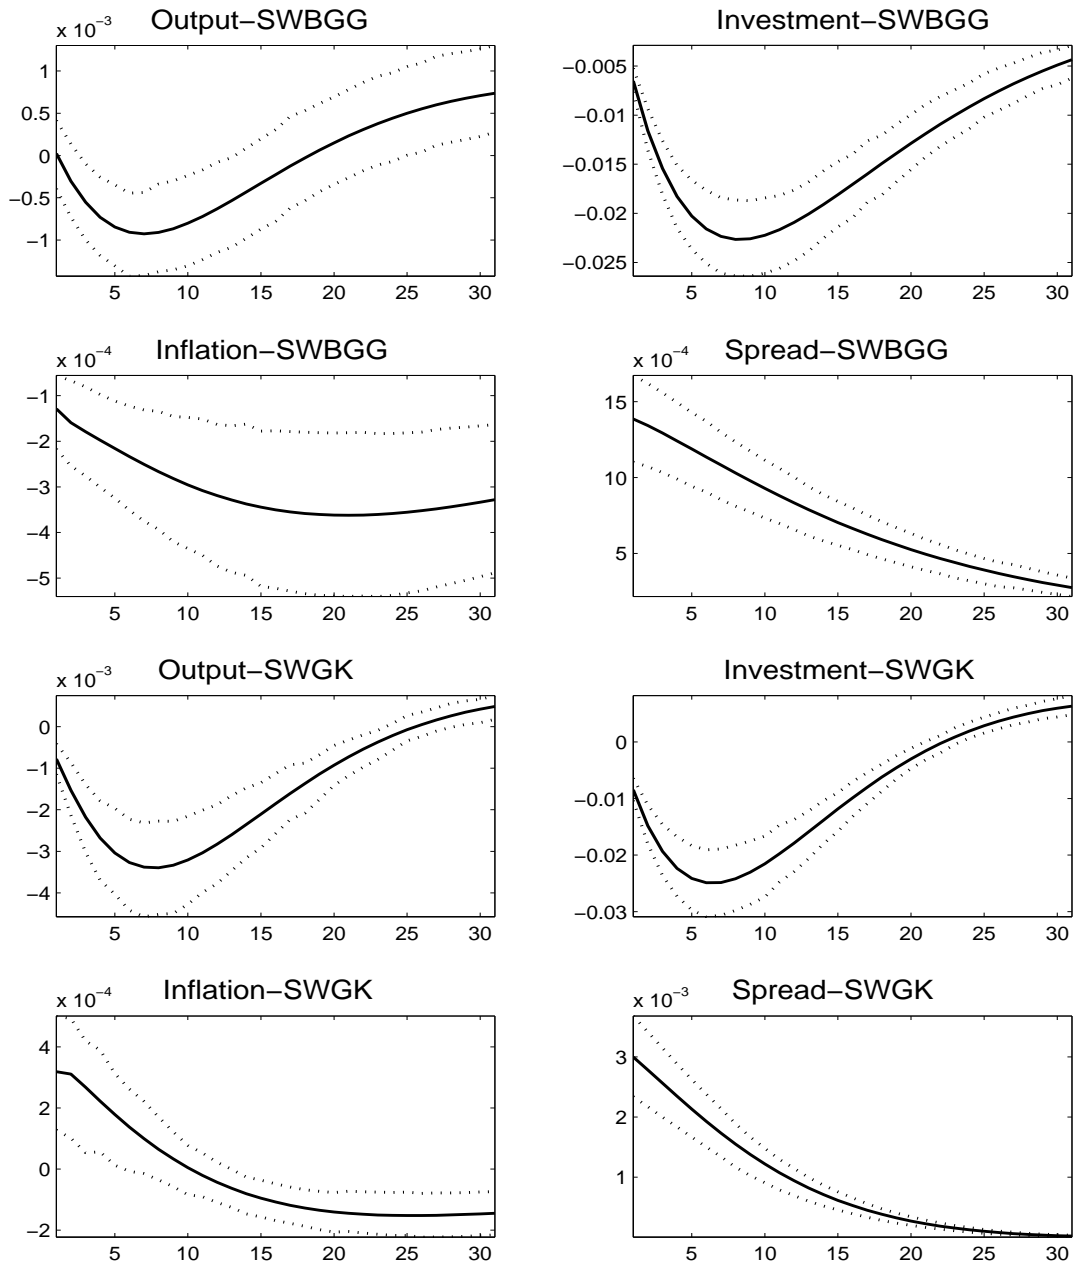 Output−SWBGG
x 10−3
1
0.5
0
−0.5
−1
5 10 15 20 25 30
Investment−SWBGG
−0.005
−0.01
−0.015
−0.02
−0.025
5 10 15 20 25 30
Inflation−SWBGG
x 10−4
−1
−2
−3
−4
−5
5 10 15 20 25 30
Spread−SWBGG
x 10−4
15
10
5
5 10 15 20 25 30
Output−SWGK
x 10−3
0
−1
−2
−3
−4
5 10 15 20 25 30
Investment−SWGK
0
−0.01
−0.02
−0.03
5 10 15 20 25 30
Inflation−SWGK
x 10−4
4
2
0
−2
5 10 15 20 25 30
Spread−SWGK
x 10−3
3
2
1
5 10 15 20 25 30